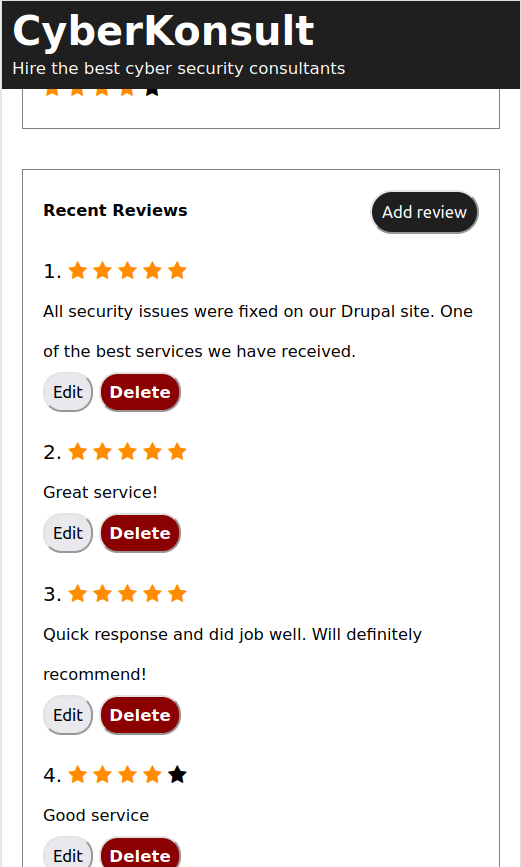 CyberKonsult
Hire the best cyber security consultants
Recent Reviews
Add review
1.
All security issues were fixed on our Drupal site. One
of the best services we have received.
Edit Delete
2.
Great service!
Edit Delete
3.
Quick response and did job well. Will definitely
recommend!
Edit Delete
4.
Good service
Edit Delete